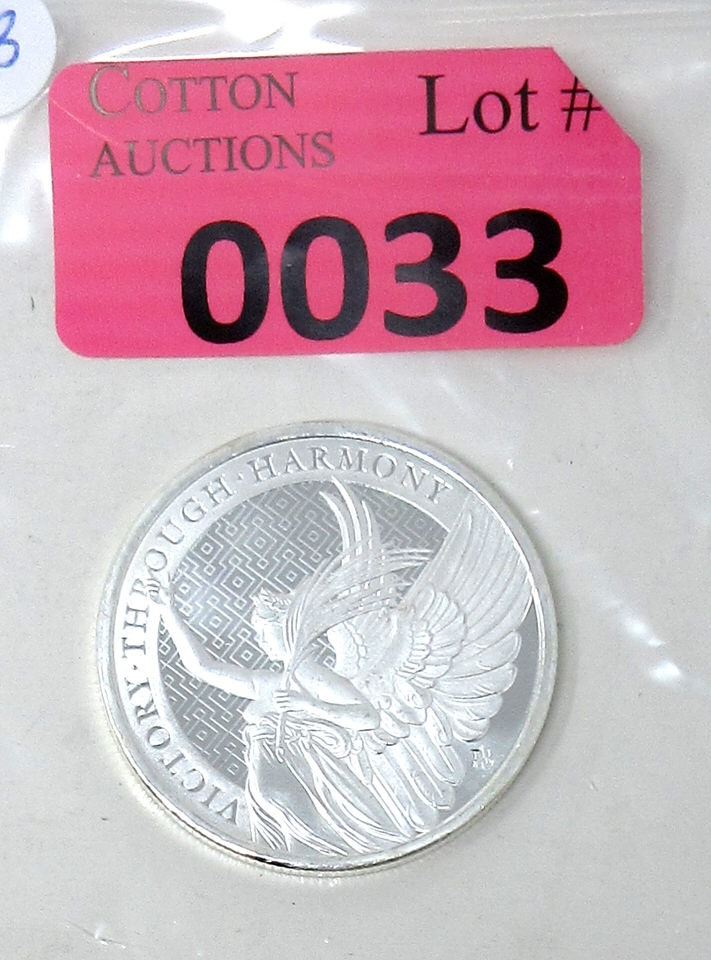 COTTON
AUCTIONS
Lot #
0033
VICTORY·THROUGH·HARMONY